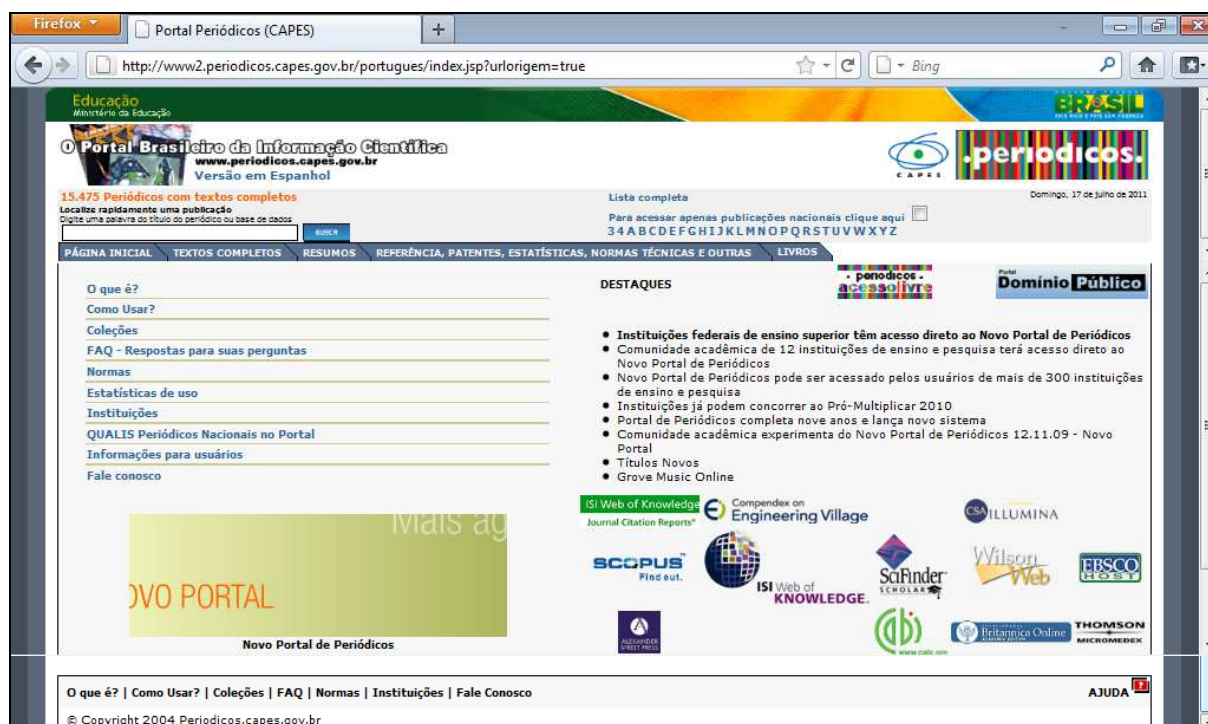 Firefox
Portal Periódicos (CAPES)
http://www2.periodicos.capes.gov.br/portugues/index.jsp?urlorigem=true
Bing
Educação
Ministério da Educação
BRASIL
PAÍS RICO É PAÍS SEM POBREZA
O Portal Brasileiro da Informação Científica
www.periodicos.capes.gov.br
Versão em Espanhol
CAPES
.periodicos.
15.475 Periódicos com textos completos
Localize rapidamente uma publicação
Digite uma palavra do título do periódico ou base de dados
BUSCA
Lista completa
Para acessar apenas publicações nacionais clique aqui
3 4 A B C D E F G H I J K L M N O P Q R S T U V W X Y Z
Domingo, 17 de julho de 2011
PÁGINA INICIAL TEXTOS COMPLETOS RESUMOS REFERÊNCIA, PATENTES, ESTATÍSTICAS, NORMAS TÉCNICAS E OUTRAS LIVROS
O que é?
Como Usar?
Coleções
FAQ - Respostas para suas perguntas
Normas
Estatísticas de uso
Instituições
QUALIS Periódicos Nacionais no Portal
Informações para usuários
Fale conosco
Mais ag
OVO PORTAL
Novo Portal de Periódicos
DESTAQUES
. periodicos .
acessolivre
Portal
Domínio Público
• Instituições federais de ensino superior têm acesso direto ao Novo Portal de Periódicos
• Comunidade acadêmica de 12 instituições de ensino e pesquisa terá acesso direto ao
Novo Portal de Periódicos
• Novo Portal de Periódicos pode ser acessado pelos usuários de mais de 300 instituições
de ensino e pesquisa
• Instituições já podem concorrer ao Pró-Multiplicar 2010
• Portal de Periódicos completa nove anos e lança novo sistema
• Comunidade acadêmica experimenta do Novo Portal de Periódicos 12.11.09 - Novo
Portal
• Títulos Novos
• Grove Music Online
ISI Web of Knowledge
Journal Citation Reports®
Compendex on
Engineering Village
CSA ILLUMINA
SCOPUS™
Find out.
ISI Web of
KNOWLEDGE.
SciFinder
SCHOLAR
Wilson
Web
EBSCO
HOST
ALEXANDER
STREET PRESS
cabi
www.cabi.org
Britannica Online
THOMSON
MICROMEDEX
O que é? | Como Usar? | Coleções | FAQ | Normas | Instituições | Fale Conosco
AJUDA ?
© Copyright 2004 Periodicos.capes.gov.br